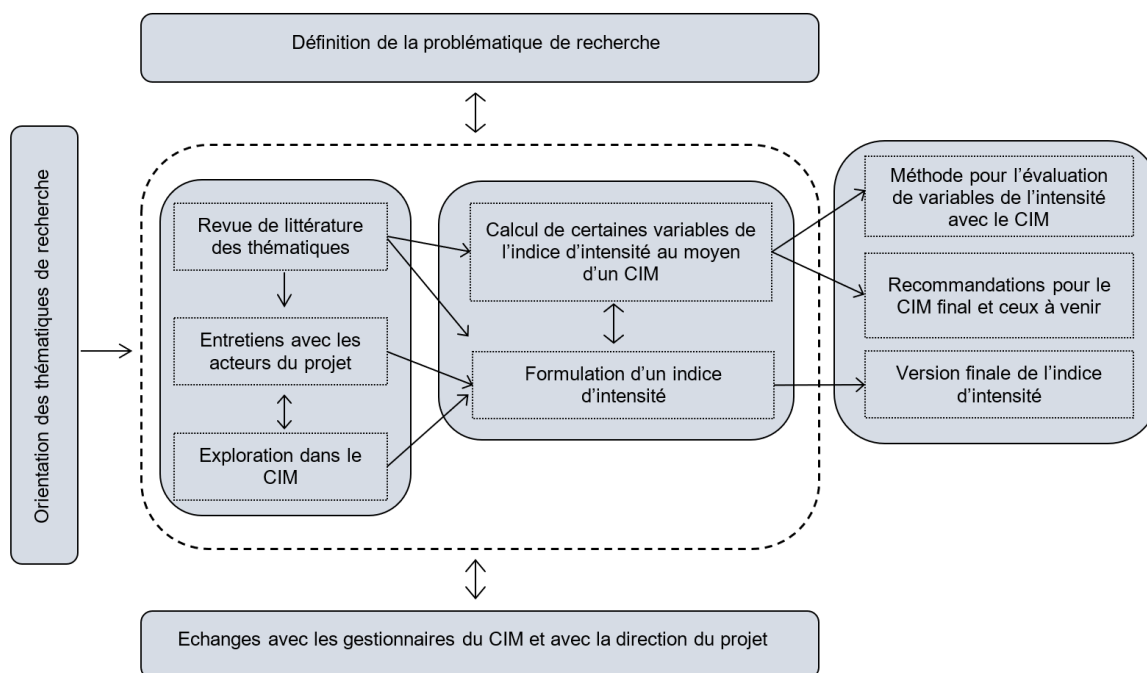 Définition de la problématique de recherche
Orientation des thématiques de recherche
Revue de littérature
des thématiques
Entretiens avec les
acteurs du projet
Exploration dans le
CIM
Calcul de certaines variables de
l’indice d’intensité au moyen
d’un CIM
Formulation d’un indice
d’intensité
Méthode pour l’évaluation
de variables de l’intensité
avec le CIM
Recommandations pour le
CIM final et ceux à venir
Version finale de l’indice
d’intensité
Echanges avec les gestionnaires du CIM et avec la direction du projet